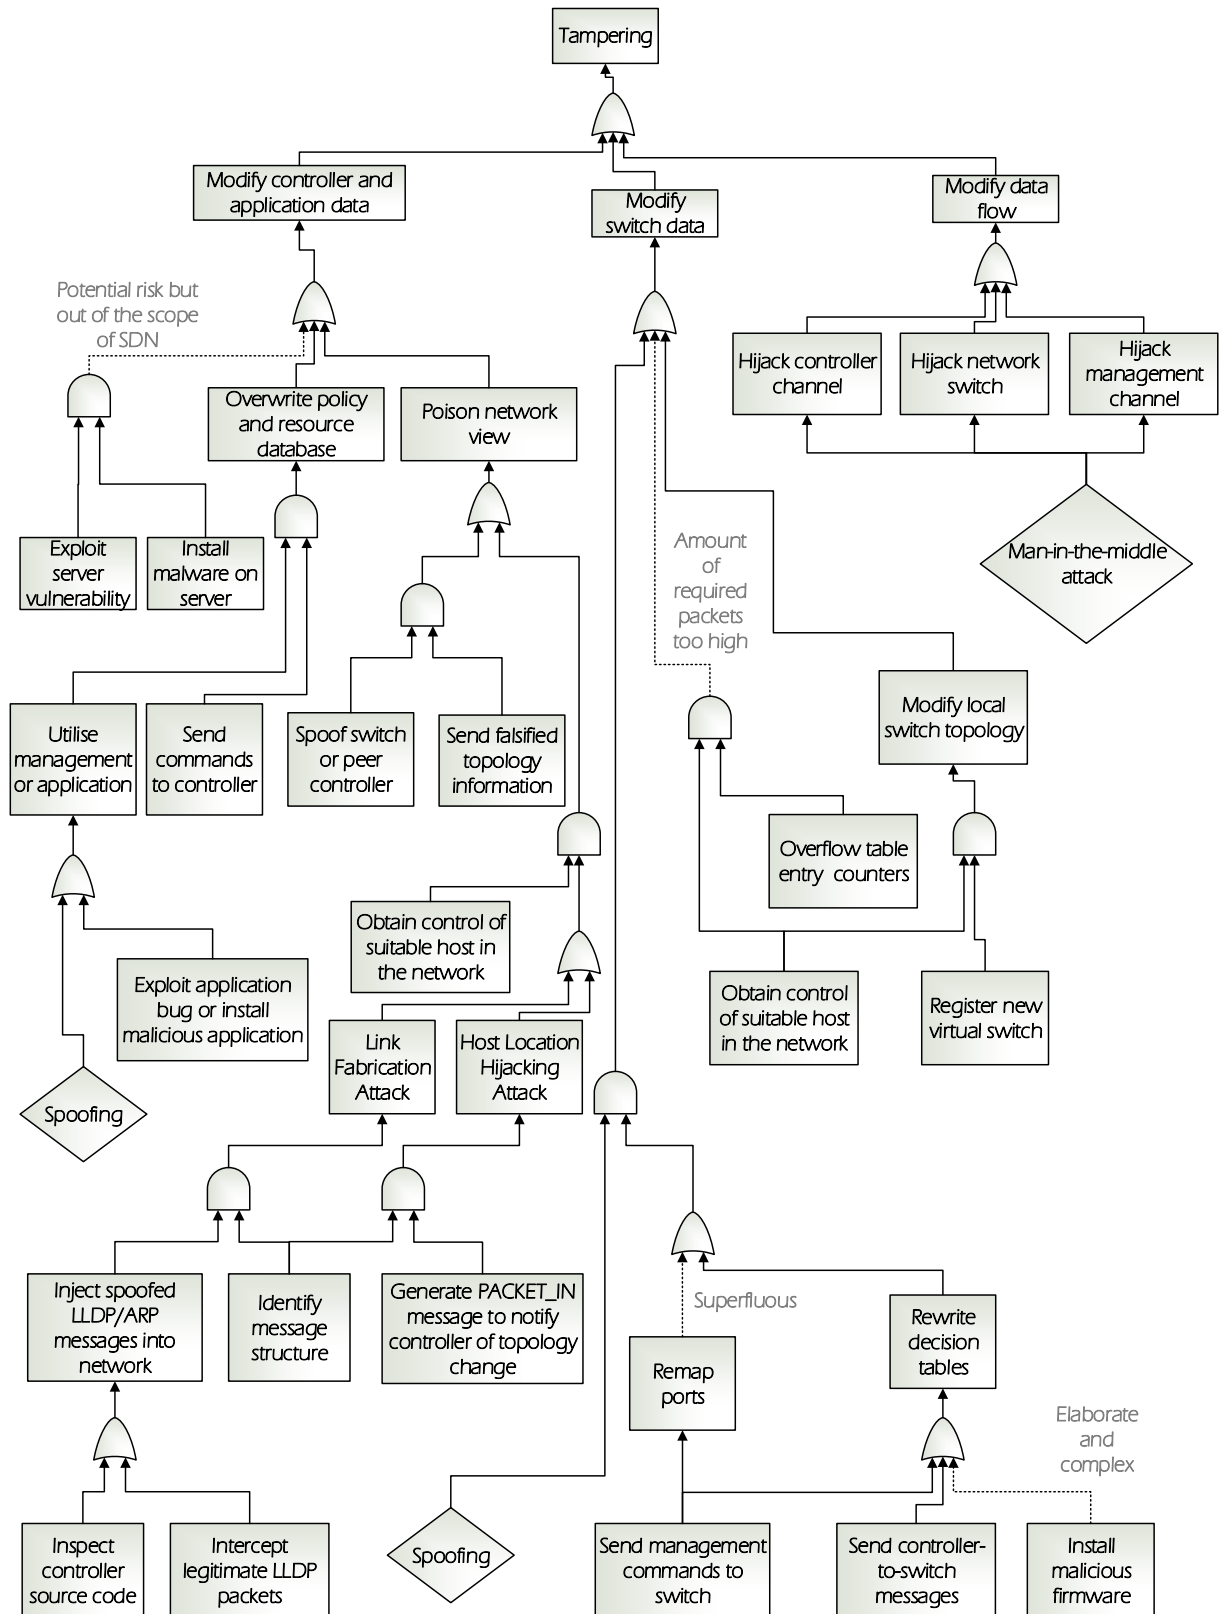 Tampering
Modify controller and
application data
Modify
switch data
Modify data
flow
Potential risk but
out of the scope
of SDN
Hijack controller
channel
Hijack network
switch
Hijack
management
channel
Overwrite policy
and resource
database
Poison network
view
Exploit
server
vulnerability
Install
malware on
server
Amount
of
required
packets
too high
Man-in-the-middle
attack
Utilise
management
or application
Send
commands
to controller
Spoof switch
or peer
controller
Send falsified
topology
information
Modify local
switch topology
Overflow table
entry counters
Obtain control of
suitable host in
the network
Exploit application
bug or install
malicious application
Obtain control
of suitable host
in the network
Register new
virtual switch
Link
Fabrication
Attack
Host Location
Hijacking
Attack
Spoofing
Inject spoofed
LLDP/ARP
messages into
network
Identify
message
structure
Generate PACKET_IN
message to notify
controller of topology
change
Superfluous
Remap
ports
Rewrite
decision
tables
Elaborate
and
complex
Inspect
controller
source code
Intercept
legitimate LLDP
packets
Spoofing
Send management
commands to
switch
Send controller-
to-switch
messages
Install
malicious
firmware